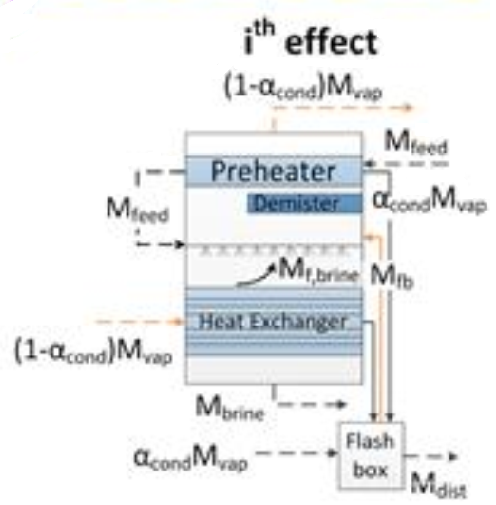 iᵗʰ effect
(1-αcond)Mvap
Mfeed
Preheater
Demister
αcondMvap
Mfeed
Mf,brine
Mfb
Heat Exchanger
(1-αcond)Mvap
Mbrine
αcondMvap
Flash
box
Mdist